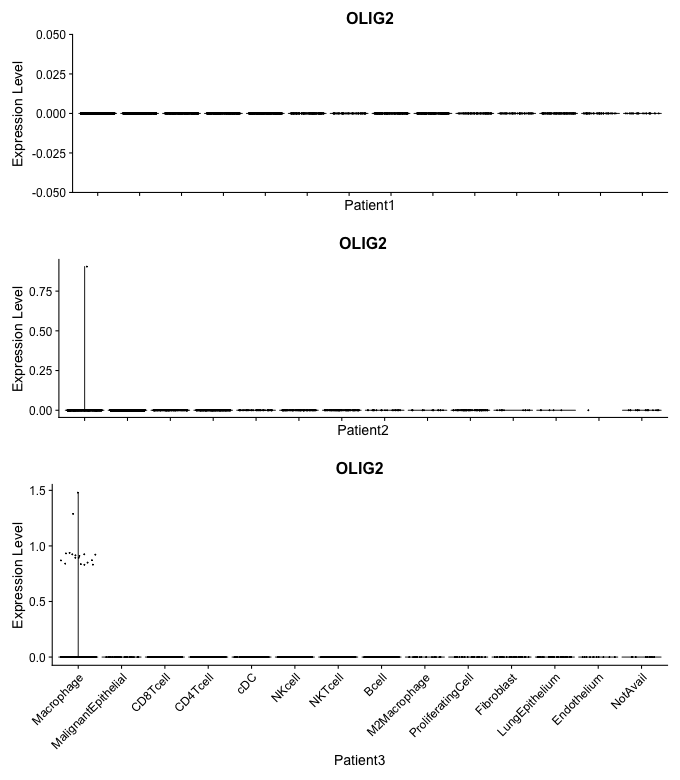 OLIG2
Expression Level
0.050
0.025
0.000
-0.025
-0.050
Patient1
OLIG2
Expression Level
0.75
0.50
0.25
0.00
Patient2
OLIG2
Expression Level
1.5
1.0
0.5
0.0
Macrophage
MalignantEpithelial
CD8Tcell
CD4Tcell
cDC
NKcell
NKTcell
Bcell
M2Macrophage
ProliferatingCell
Fibroblast
LungEpithelium
Endothelium
NotAvail
Patient3